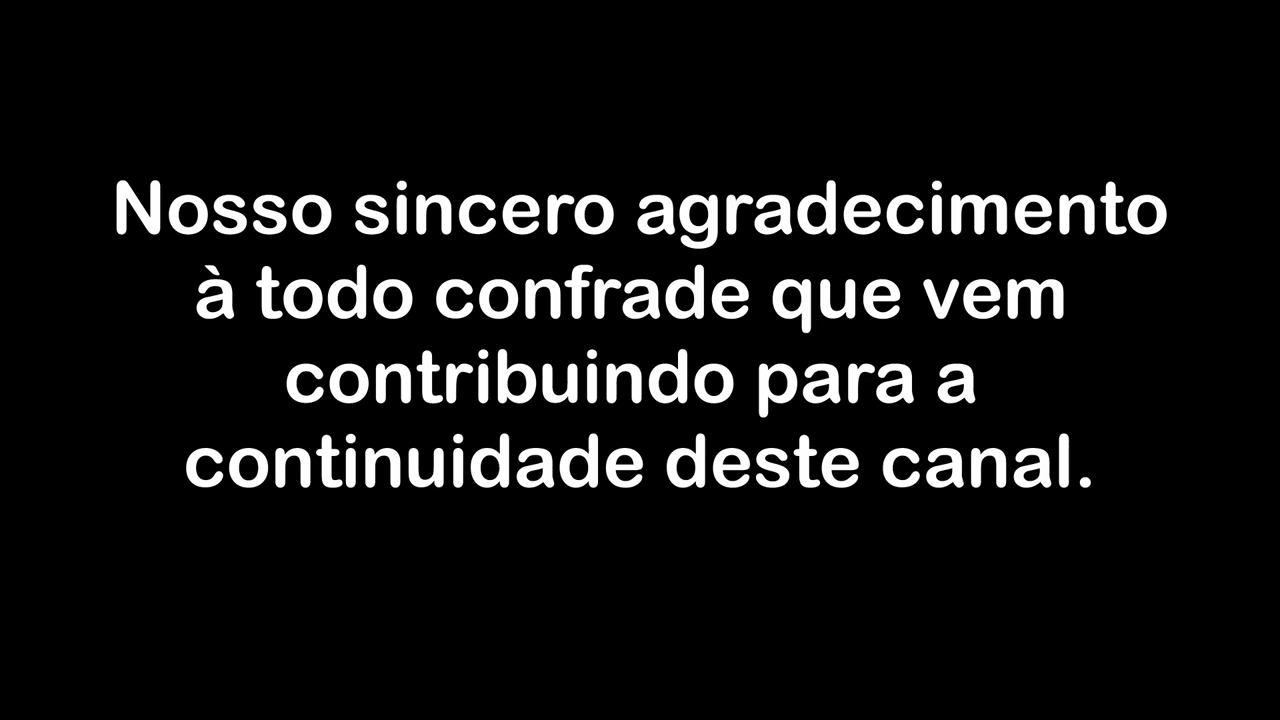 Nosso sincero agradecimento
à todo confrade que vem
contribuindo para a
continuidade deste canal.